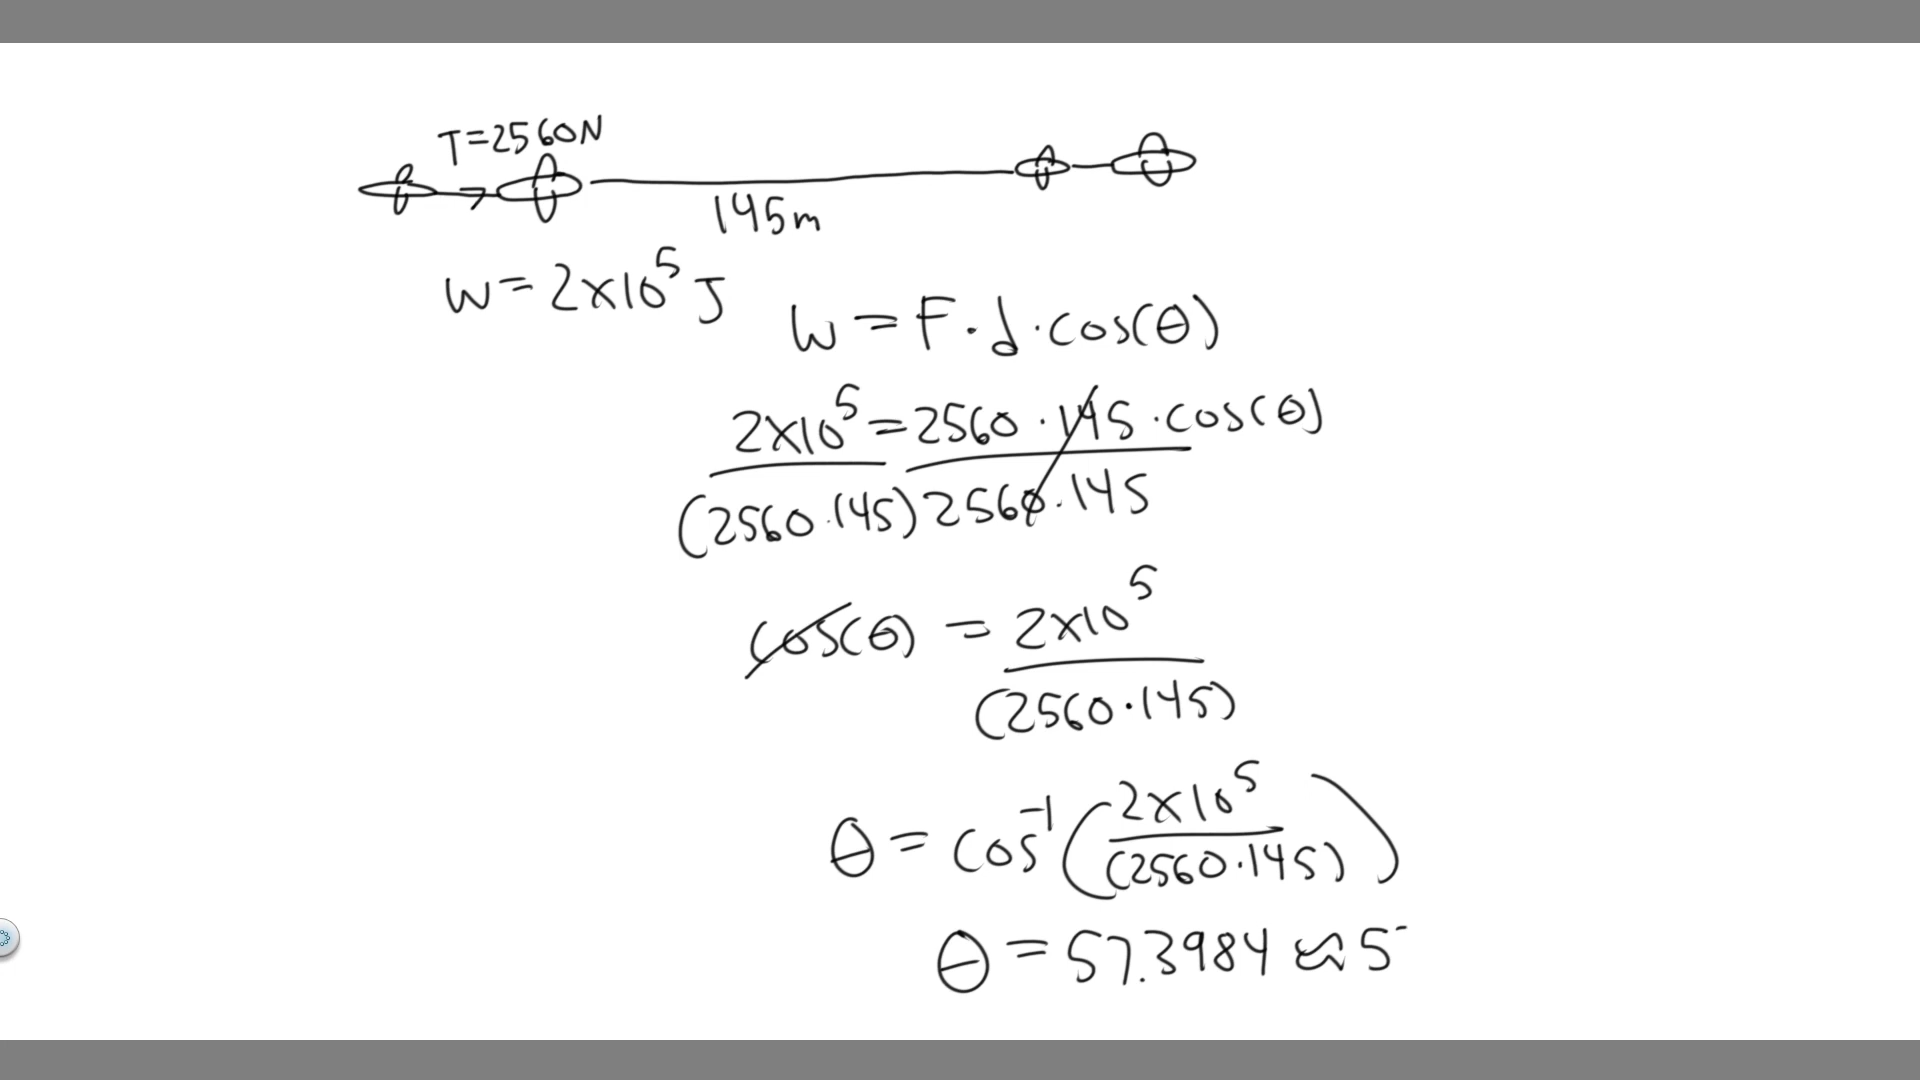 T=2560N
145m
W=2x10^5 J
W=F·d·cos(θ)
2x10^5=2560·145·cos(θ)
(2560·145) 2560·145
cos(θ) = 2x10^5
(2560·145)
θ = cos^-1(2x10^5
(2560·145))
θ = 57.3984 ≈ 5